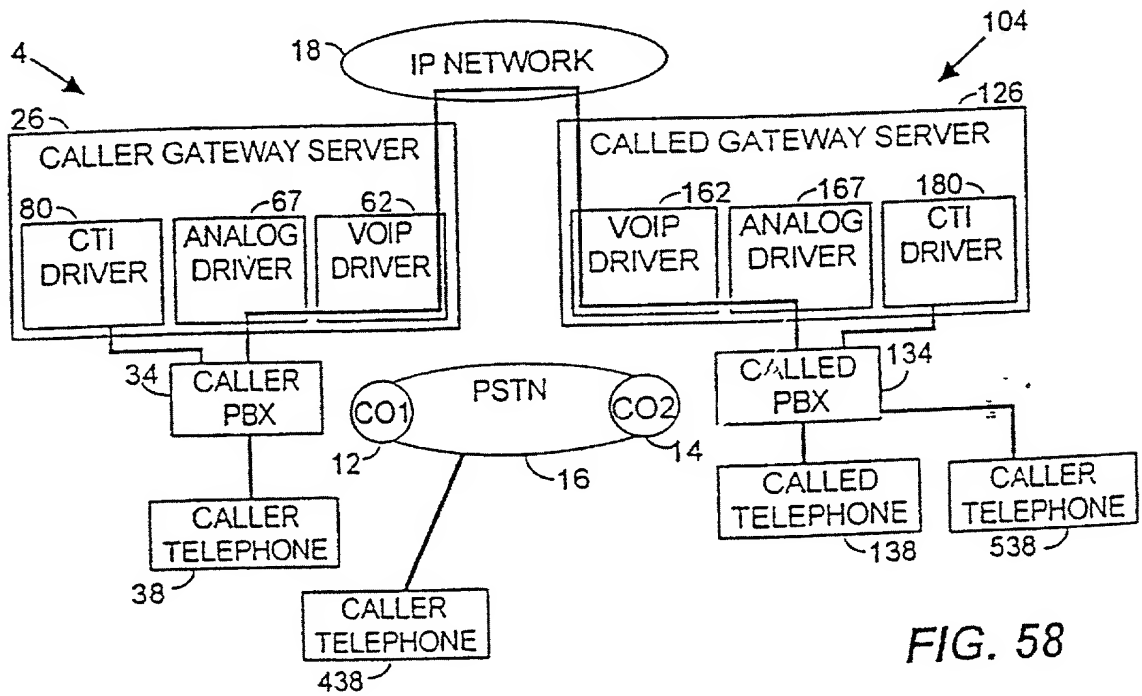 4
18
IP NETWORK
104
26
CALLER GATEWAY SERVER
126
CALLED GATEWAY SERVER
80
CTI
DRIVER
67
ANALOG
DRIVER
62
VOIP
DRIVER
162
VOIP
DRIVER
167
ANALOG
DRIVER
180
CTI
DRIVER
34
CALLER
PBX
PSTN
CO1
CO2
12
16
14
CALLED
PBX
134
CALLER
TELEPHONE
38
CALLER
TELEPHONE
438
CALLED
TELEPHONE
138
CALLER
TELEPHONE
538
FIG. 58